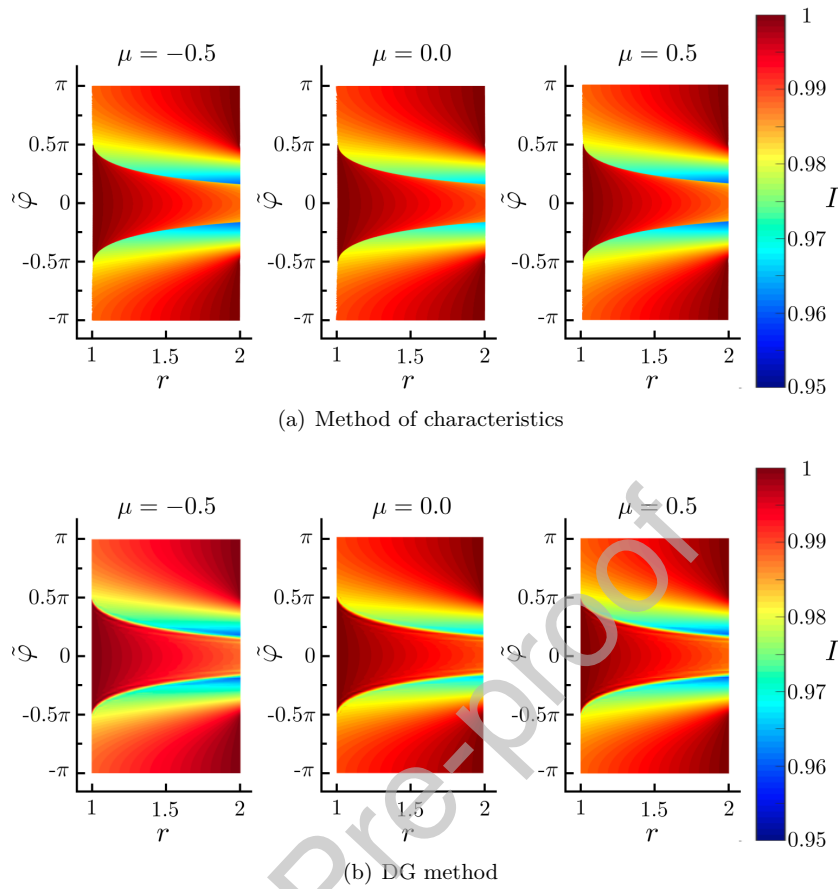 μ = −0.5 μ = 0.0 μ = 0.5
1
0.99
0.98
0.97
0.96
0.95
I
π
0.5π
0
-0.5π
-π
φ̃
1 1.5 2
r
π
0.5π
0
-0.5π
-π
φ̃
1 1.5 2
r
π
0.5π
0
-0.5π
-π
φ̃
1 1.5 2
r
(a) Method of characteristics
μ = −0.5 μ = 0.0 μ = 0.5
1
0.99
0.98
0.97
0.96
0.95
I
π
0.5π
0
-0.5π
-π
φ̃
1 1.5 2
r
π
0.5π
0
-0.5π
-π
φ̃
1 1.5 2
r
π
0.5π
0
-0.5π
-π
φ̃
1 1.5 2
r
(b) DG method
Pre-proof